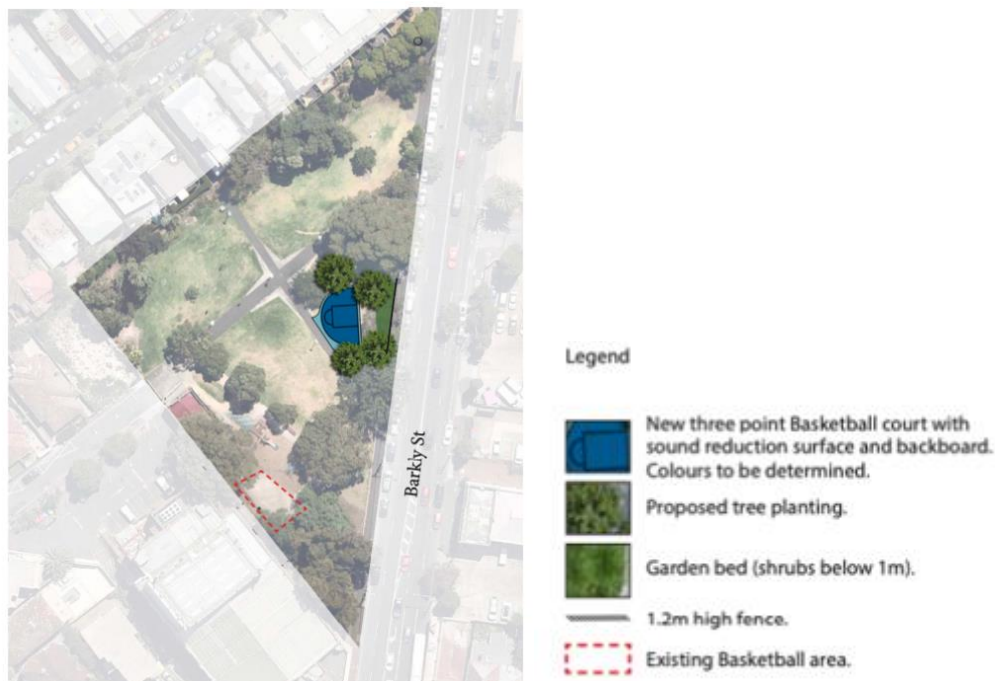 Barkiy St
Legend
New three point Basketball court with
sound reduction surface and backboard.
Colours to be determined.
Proposed tree planting.
Garden bed (shrubs below 1m).
1.2m high fence.
Existing Basketball area.